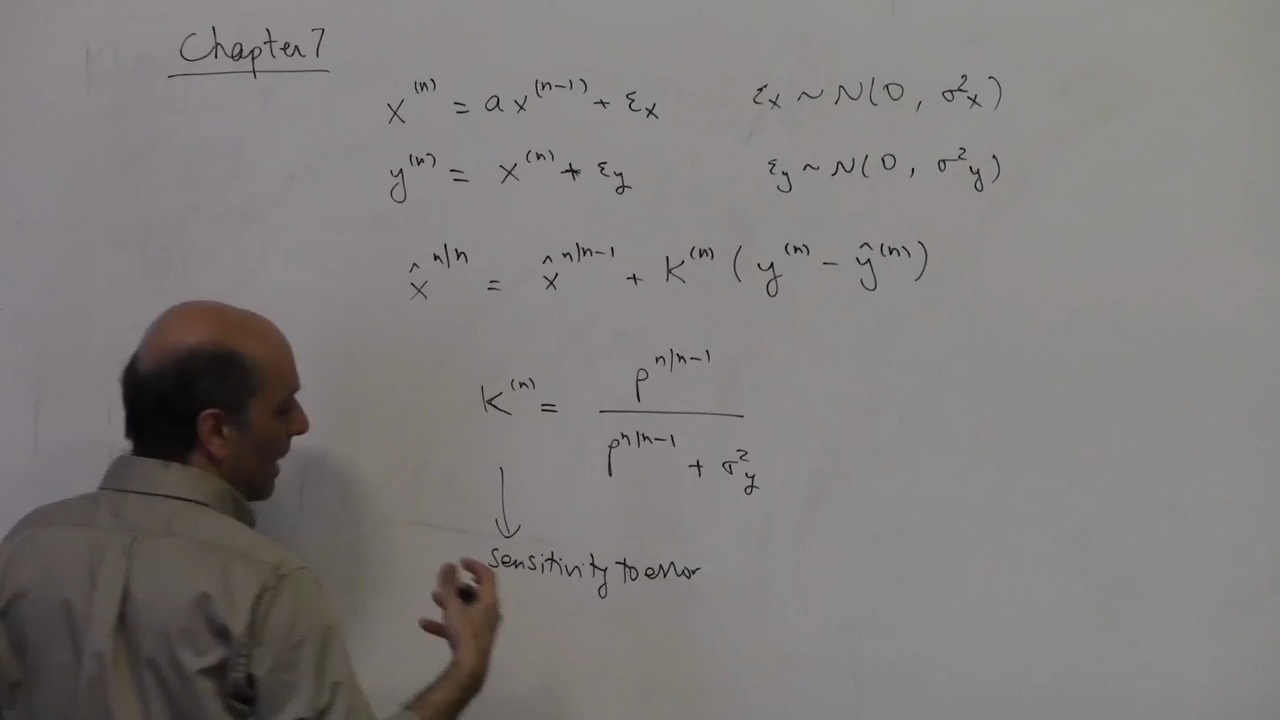 Chapter 7
x^(n) = a x^(n-1) + ε_x    ε_x ~ N(0, σ²_x)
y^(n) = x^(n) + ε_y    ε_y ~ N(0, σ²_y)
x̂^n|n = x̂^n|n-1 + K^(n) (y^(n) - ŷ^(n))
K^(n) = p^n|n-1 / p^n|n-1 + σ²_y
↓
Sensitivity to error